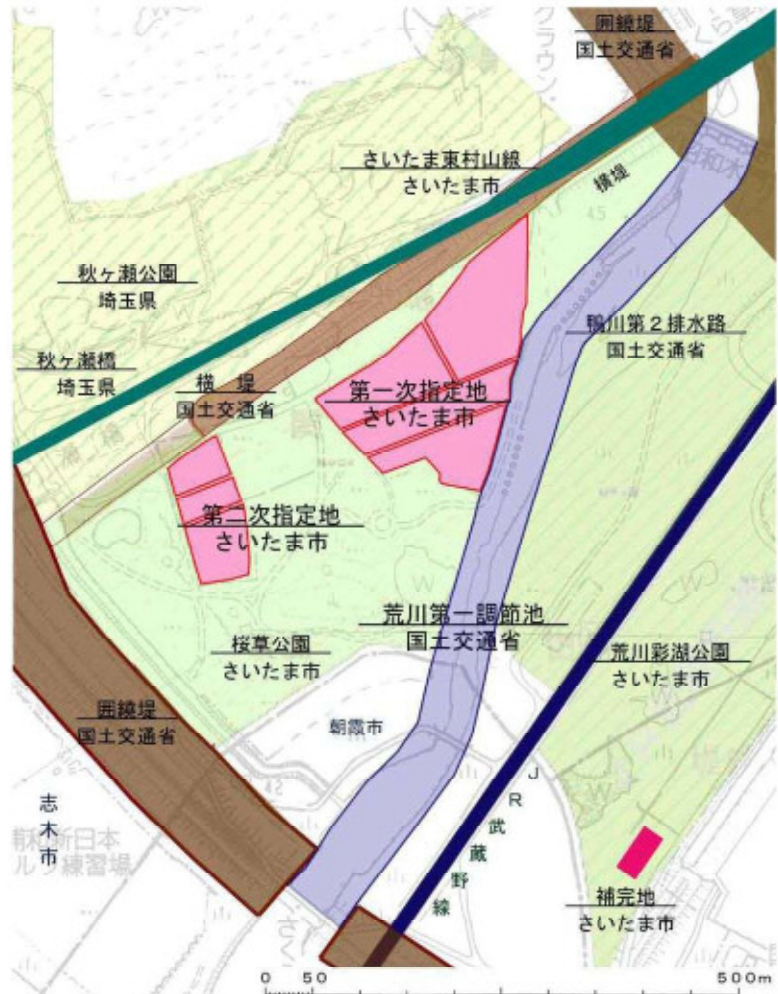 囲繞堤
国土交通省
さいたま東村山線
さいたま市
横堤
秋ヶ瀬公園
埼玉県
鴨川第2排水路
国土交通省
秋ヶ瀬橋
埼玉県
横 堤
国土交通省
第一次指定地
さいたま市
第二次指定地
さいたま市
荒川第一調節池
国土交通省
桜草公園
さいたま市
荒川彩湖公園
さいたま市
囲繞堤
国土交通省
朝霞市
志木市
JR武蔵野線
補完地
さいたま市
0 50 500m